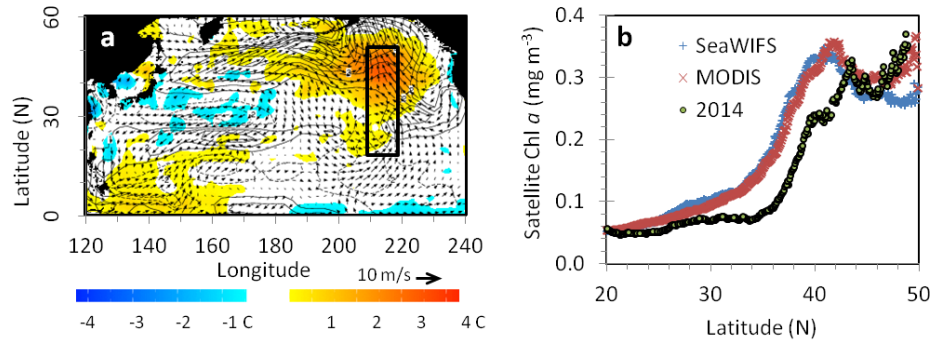 a
60
30
0
Latitude (N)
120 140 160 180 200 220 240
Longitude
10 m/s
-4 -3 -2 -1 C 1 2 3 4 C
b
SeaWIFS
MODIS
2014
0.4
0.3
0.2
0.1
0.0
Satellite Chl a (mg m⁻³)
20 30 40 50
Latitude (N)